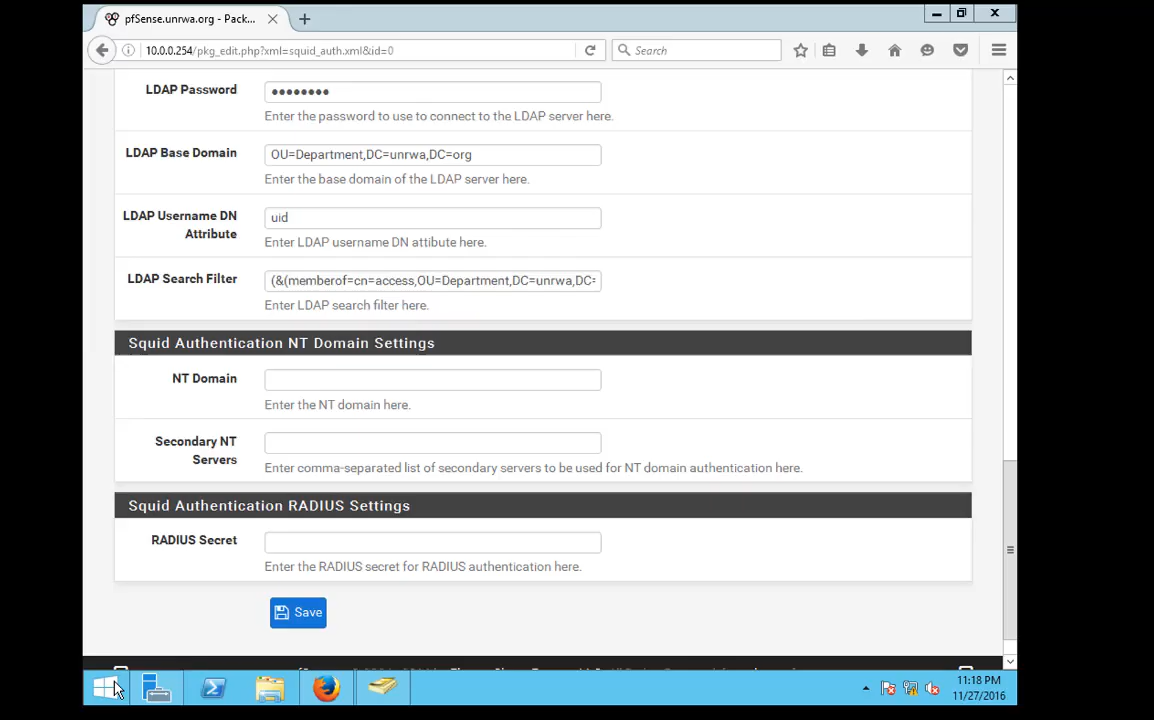 pfSense.unrwa.org - Pack...
10.0.0.254/pkg_edit.php?xml=squid_auth.xml&id=0
Search
LDAP Password
••••••••
Enter the password to use to connect to the LDAP server here.
LDAP Base Domain
OU=Department,DC=unrwa,DC=org
Enter the base domain of the LDAP server here.
LDAP Username DN
Attribute
uid
Enter LDAP username DN attibute here.
LDAP Search Filter
(&(memberof=cn=access,OU=Department,DC=unrwa,DC=
Enter LDAP search filter here.
Squid Authentication NT Domain Settings
NT Domain
Enter the NT domain here.
Secondary NT
Servers
Enter comma-separated list of secondary servers to be used for NT domain authentication here.
Squid Authentication RADIUS Settings
RADIUS Secret
Enter the RADIUS secret for RADIUS authentication here.
Save
11:18 PM
11/27/2016